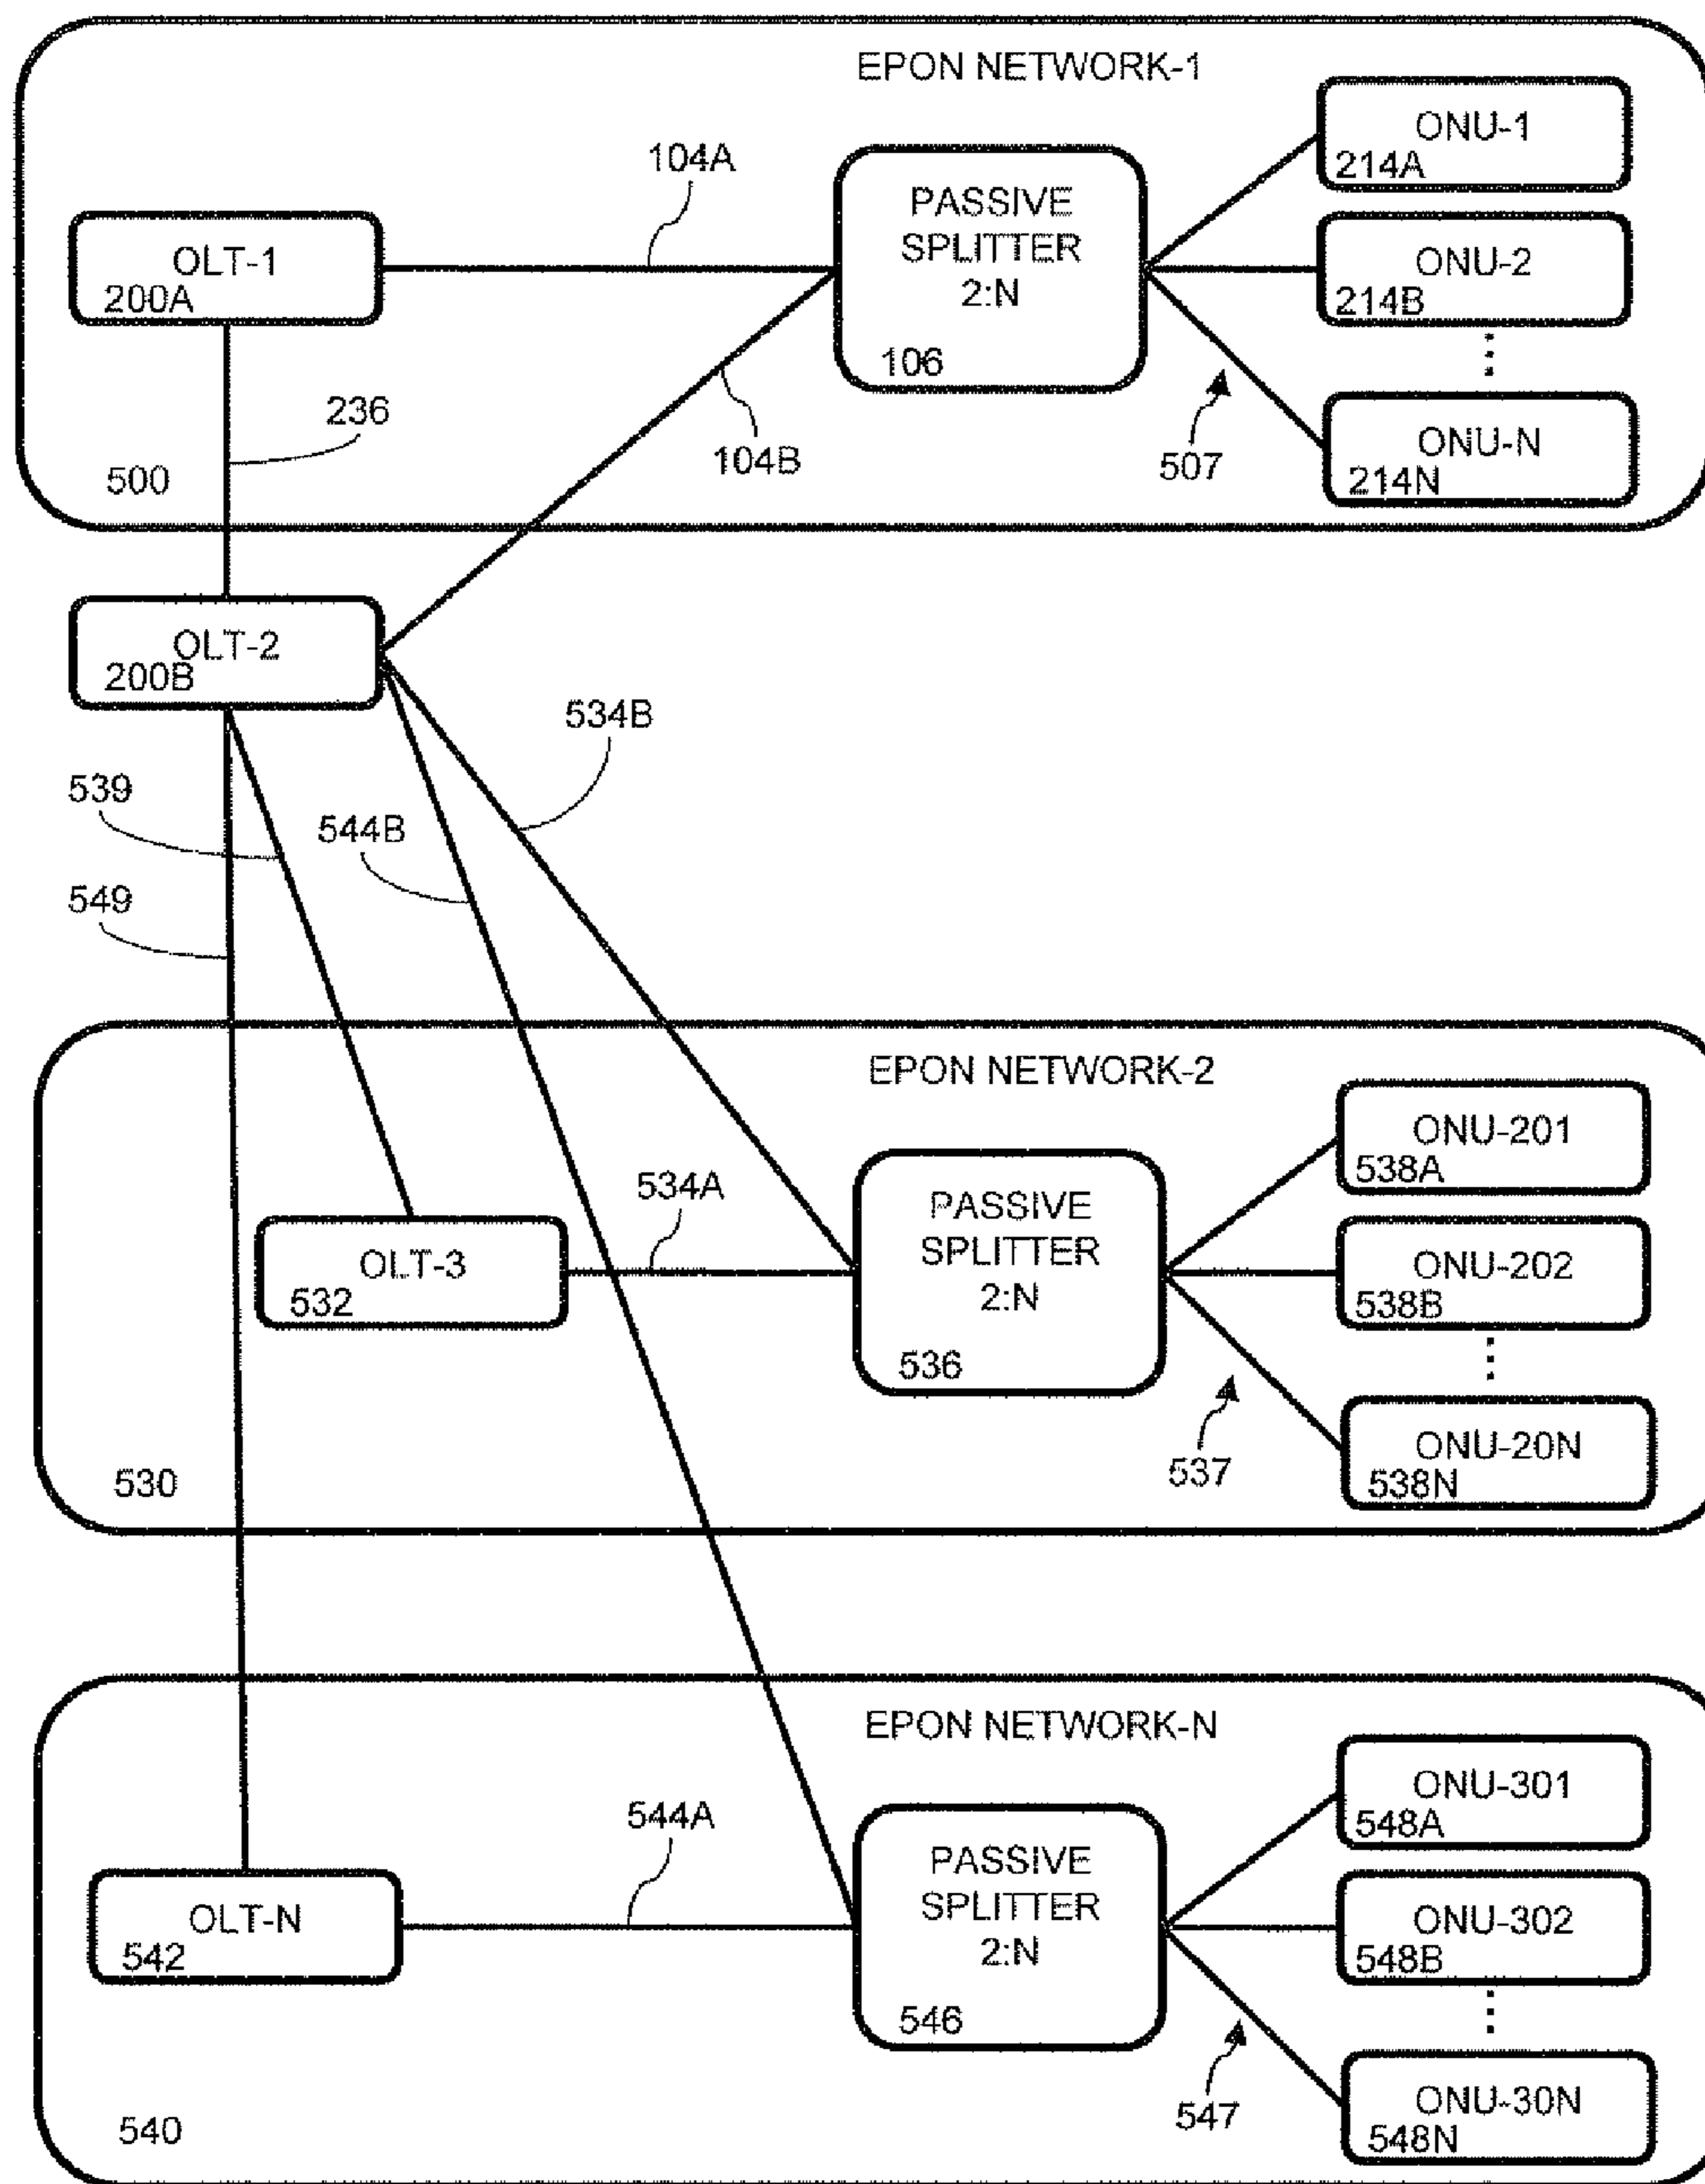 EPON NETWORK-1
ONU-1
214A
104A
PASSIVE
SPLITTER
2:N
106
OLT-1
200A
ONU-2
214B
236
104B
507
ONU-N
214N
500
OLT-2
200B
534B
539
544B
549
EPON NETWORK-2
ONU-201
538A
534A
PASSIVE
SPLITTER
2:N
536
OLT-3
532
ONU-202
538B
537
ONU-20N
538N
530
EPON NETWORK-N
ONU-301
548A
544A
PASSIVE
SPLITTER
2:N
546
OLT-N
542
ONU-302
548B
547
ONU-30N
548N
540